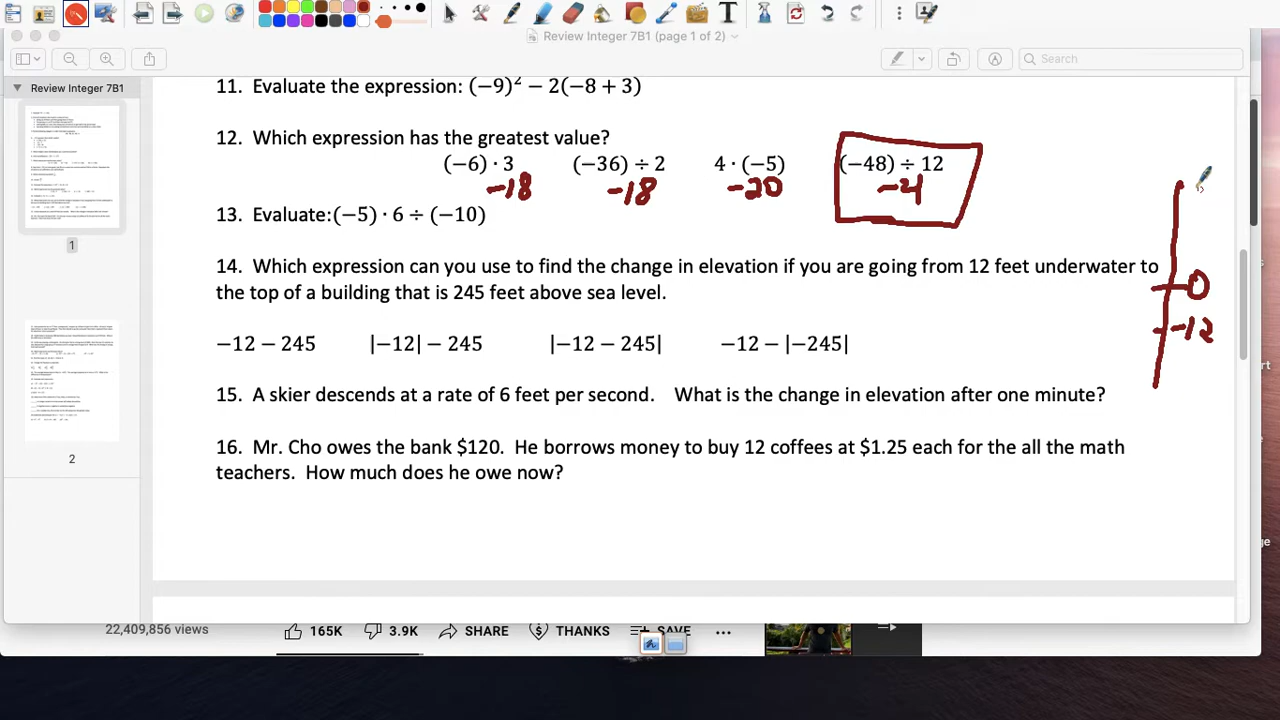 Review Integer 7B1 (page 1 of 2)
Search
Review Integer 7B1
1
2
11. Evaluate the expression: (−9)² − 2(−8 + 3)
12. Which expression has the greatest value?
(−6) · 3 (−36) ÷ 2 4 · (−5) (−48) ÷ 12
-18 -18 -20 -4
13. Evaluate:(−5) · 6 ÷ (−10)
14. Which expression can you use to find the change in elevation if you are going from 12 feet underwater to
the top of a building that is 245 feet above sea level.
0
-12
−12 − 245 |−12| − 245 |−12 − 245| −12 − |−245|
15. A skier descends at a rate of 6 feet per second. What is the change in elevation after one minute?
16. Mr. Cho owes the bank $120. He borrows money to buy 12 coffees at $1.25 each for the all the math
teachers. How much does he owe now?
22,409,856 views 165K 3.9K SHARE THANKS SAVE